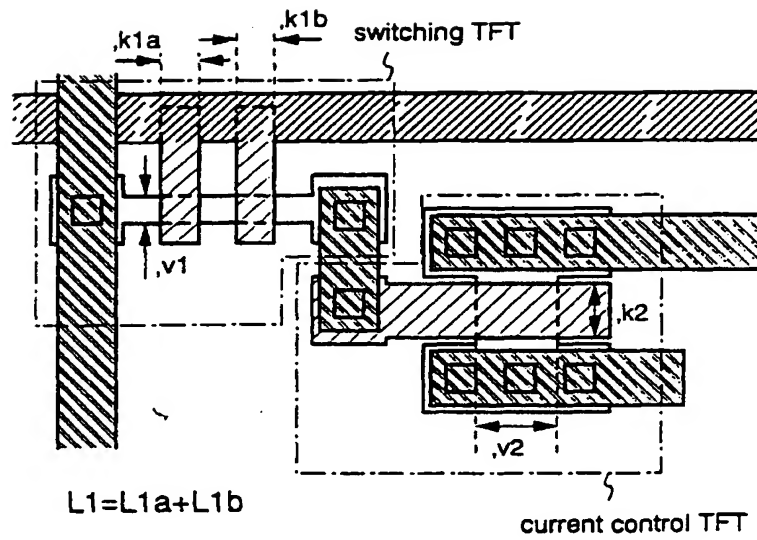 ,k1b
switching TFT
,k1a
,v1
,k2
,v2
L1=L1a+L1b
current control TFT